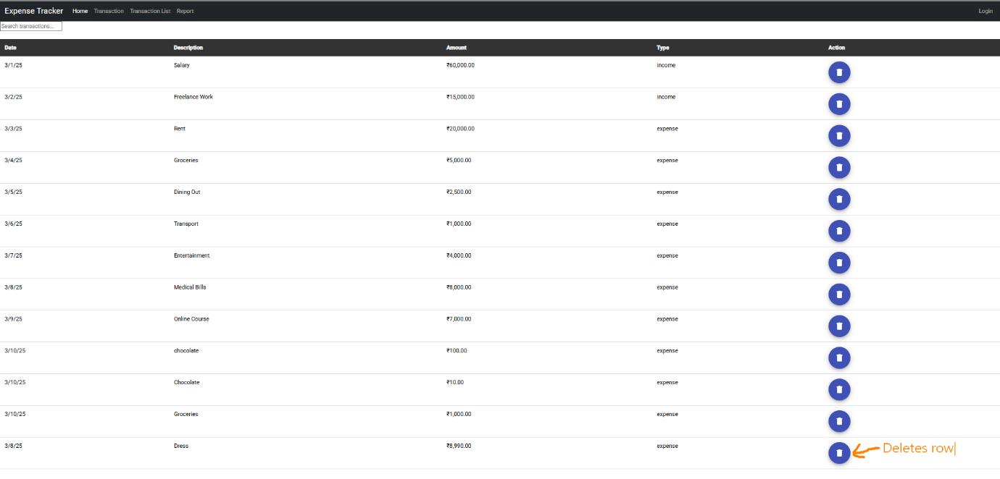 Expense Tracker Home Transaction Transaction List Report Login
Search transactions...
Date Description Amount Type Action
3/1/25 Salary ₹60,000.00 income
3/2/25 Freelance Work ₹15,000.00 income
3/3/25 Rent ₹20,000.00 expense
3/4/25 Groceries ₹5,000.00 expense
3/5/25 Dining Out ₹2,500.00 expense
3/6/25 Transport ₹1,000.00 expense
3/7/25 Entertainment ₹4,000.00 expense
3/8/25 Medical Bills ₹8,000.00 expense
3/9/25 Online Course ₹7,000.00 expense
3/10/25 chocolate ₹100.00 expense
3/10/25 Chocolate ₹10.00 expense
3/10/25 Groceries ₹1,000.00 expense
3/8/25 Dress ₹8,990.00 expense Deletes row